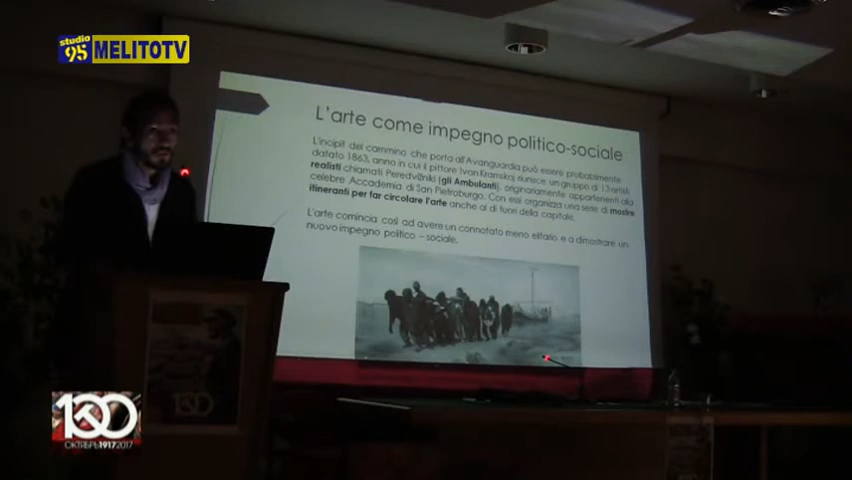 studio
95 MELITOTV
L'arte come impegno politico-sociale
L'incipit del cammino che porta all'Avanguardia può essere probabilmente
datato 1863, anno in cui il pittore Ivan Kramskoj riunisce un gruppo di 13 artisti
realisti chiamati Peredvižniki (gli Ambulanti), originariamente appartenenti alla
celebre Accademia di San Pietroburgo. Con essi organizza una serie di mostre
itineranti per far circolare l'arte anche al di fuori della capitale.
L'arte comincia così ad avere un connotato meno elitario e a dimostrare un
nuovo impegno politico – sociale.
100
100
ОКТЯБРЬ19172017